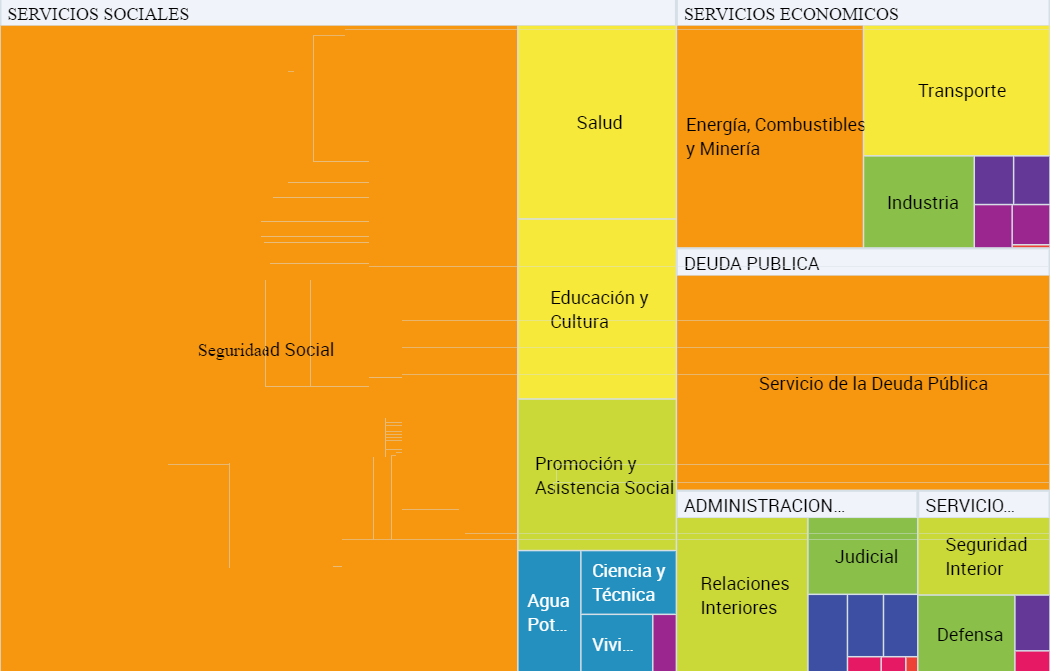 SERVICIOS SOCIALES
Seguridad Social
Salud
Educación y
Cultura
Promoción y
Asistencia Social
Agua
Pot...
Ciencia y
Técnica
Vivi...
SERVICIOS ECONOMICOS
Energía, Combustibles
y Minería
Transporte
Industria
DEUDA PUBLICA
Servicio de la Deuda Pública
ADMINISTRACION...
Relaciones
Interiores
Judicial
SERVICIO...
Seguridad
Interior
Defensa